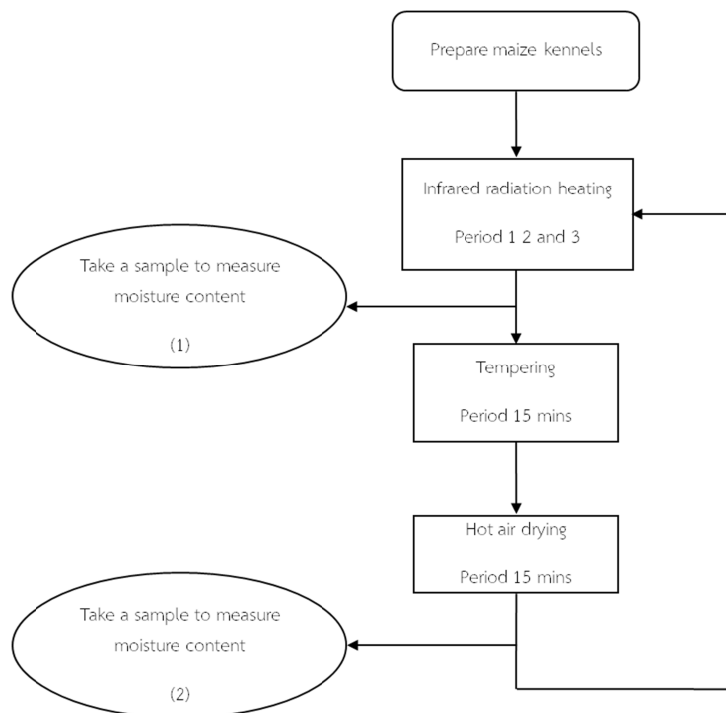 Prepare maize kennels
Infrared radiation heating
Period 1 2 and 3
Take a sample to measure
moisture content
(1)
Tempering
Period 15 mins
Hot air drying
Period 15 mins
Take a sample to measure
moisture content
(2)